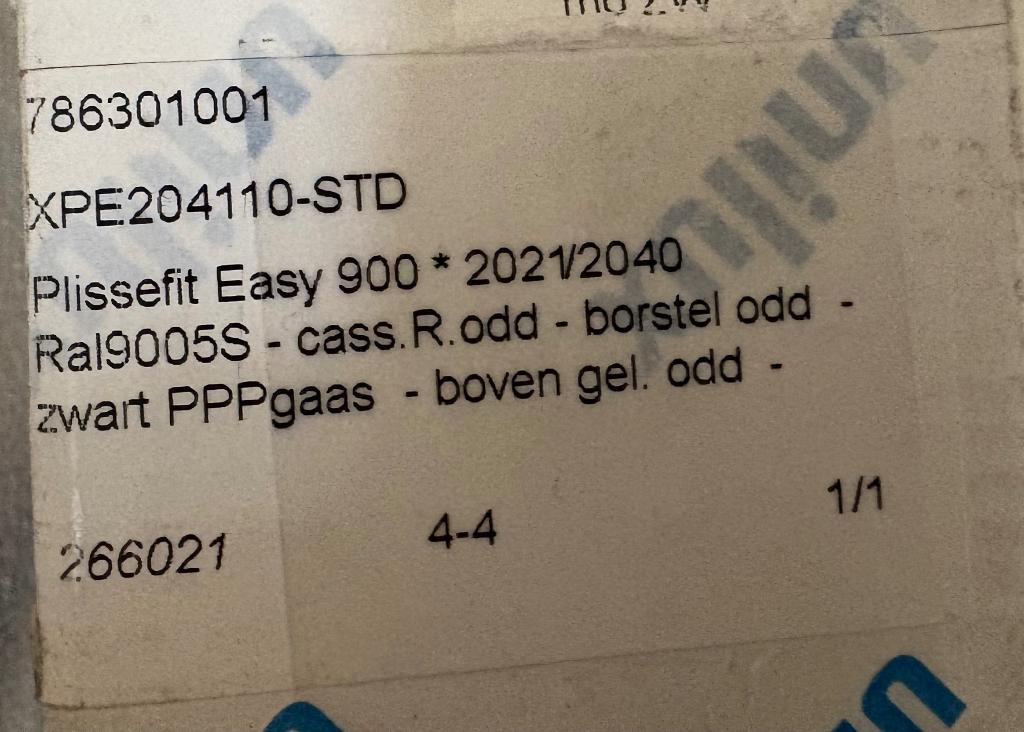 786301001
XPE204110-STD
Plissefit Easy 900 * 2021/2040
Ral9005S - cass.R.odd - borstel odd -
zwart PPPgaas - boven gel. odd -
266021 4-4 1/1